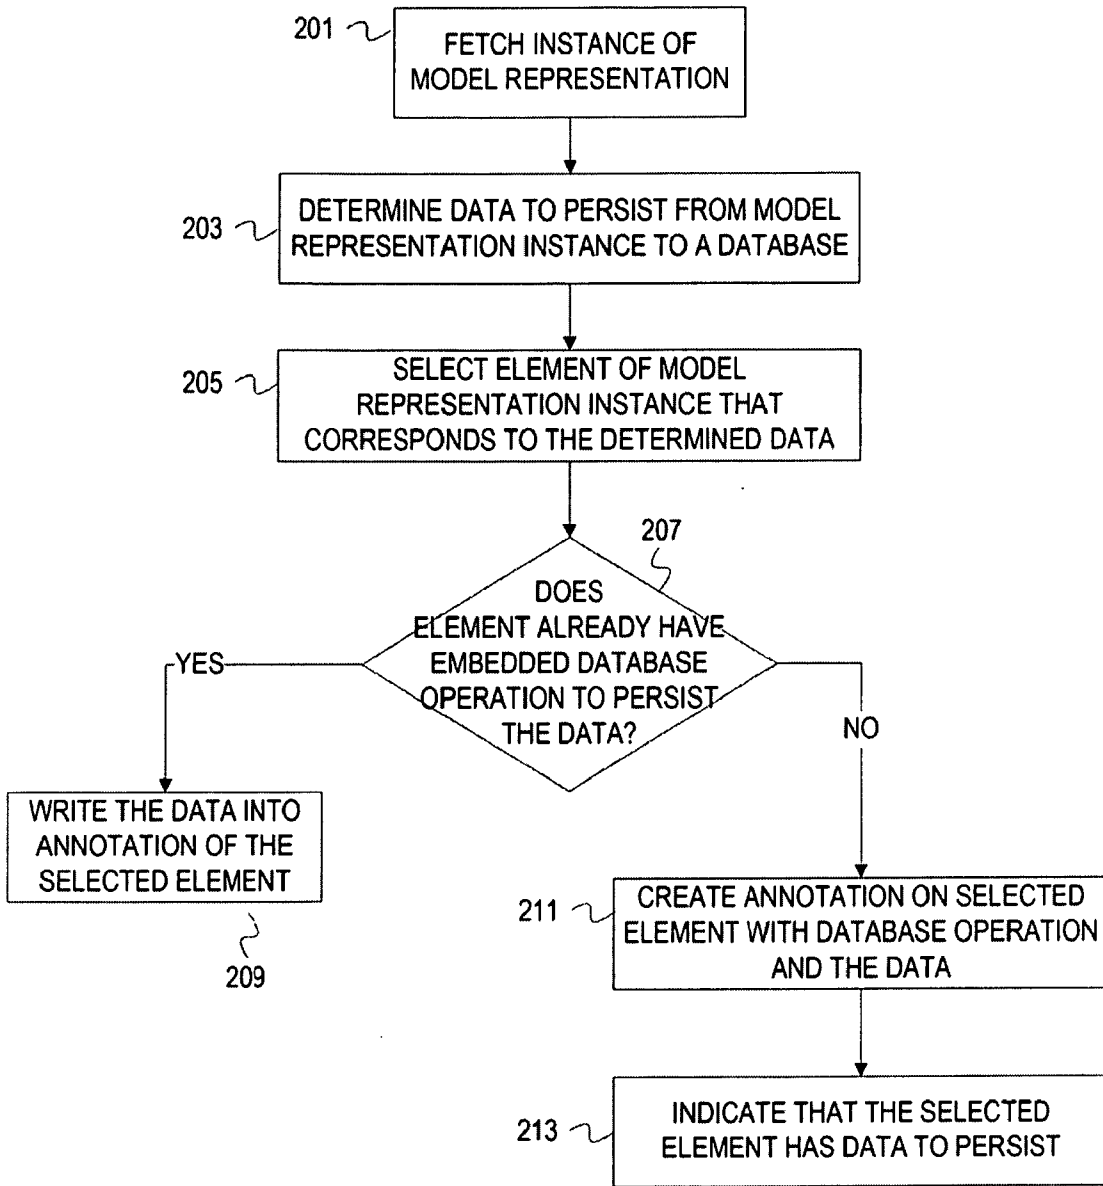 201
FETCH INSTANCE OF
MODEL REPRESENTATION
203
DETERMINE DATA TO PERSIST FROM MODEL
REPRESENTATION INSTANCE TO A DATABASE
205
SELECT ELEMENT OF MODEL
REPRESENTATION INSTANCE THAT
CORRESPONDS TO THE DETERMINED DATA
207
DOES
ELEMENT ALREADY HAVE
EMBEDDED DATABASE
OPERATION TO PERSIST
THE DATA?
YES
NO
WRITE THE DATA INTO
ANNOTATION OF THE
SELECTED ELEMENT
209
211
CREATE ANNOTATION ON SELECTED
ELEMENT WITH DATABASE OPERATION
AND THE DATA
213
INDICATE THAT THE SELECTED
ELEMENT HAS DATA TO PERSIST